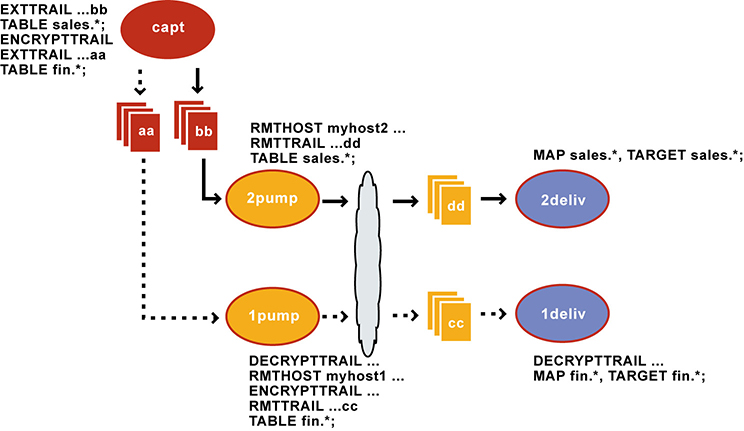 EXTTRAIL ...bb
TABLE sales.*;
ENCRYPTTRAIL
EXTTRAIL ...aa
TABLE fin.*;
capt
aa
bb
RMTHOST myhost2 ...
RMTTRAIL ...dd
TABLE sales.*;
MAP sales.*, TARGET sales.*;
2pump
dd
2deliv
1pump
cc
1deliv
DECRYPTTRAIL ...
RMTHOST myhost1 ...
ENCRYPTTRAIL ...
RMTTRAIL ...cc
TABLE fin.*;
DECRYPTTRAIL ...
MAP fin.*, TARGET fin.*;